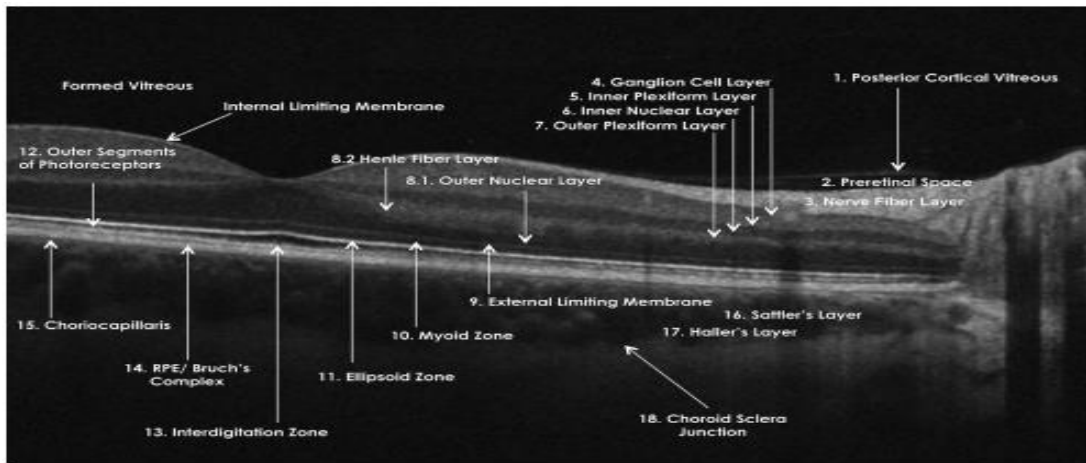 4. Ganglion Cell Layer
1. Posterior Cortical Vitreous
Formed Vitreous
5. Inner Plexiform Layer
Internal Limiting Membrane
6. Inner Nuclear Layer
7. Outer Plexiform Layer
12. Outer Segments
of Photoreceptors
8.2 Henle Fiber Layer
8.1. Outer Nuclear Layer
2. Preretinal Space
3. Nerve Fiber Layer
9. External Limiting Membrane
16. Sattler's Layer
15. Choriocapillaris
10. Myoid Zone
17. Haller's Layer
14. RPE/ Bruch's
Complex
11. Ellipsoid Zone
18. Choroid Sclera
Junction
13. Interdigitation Zone